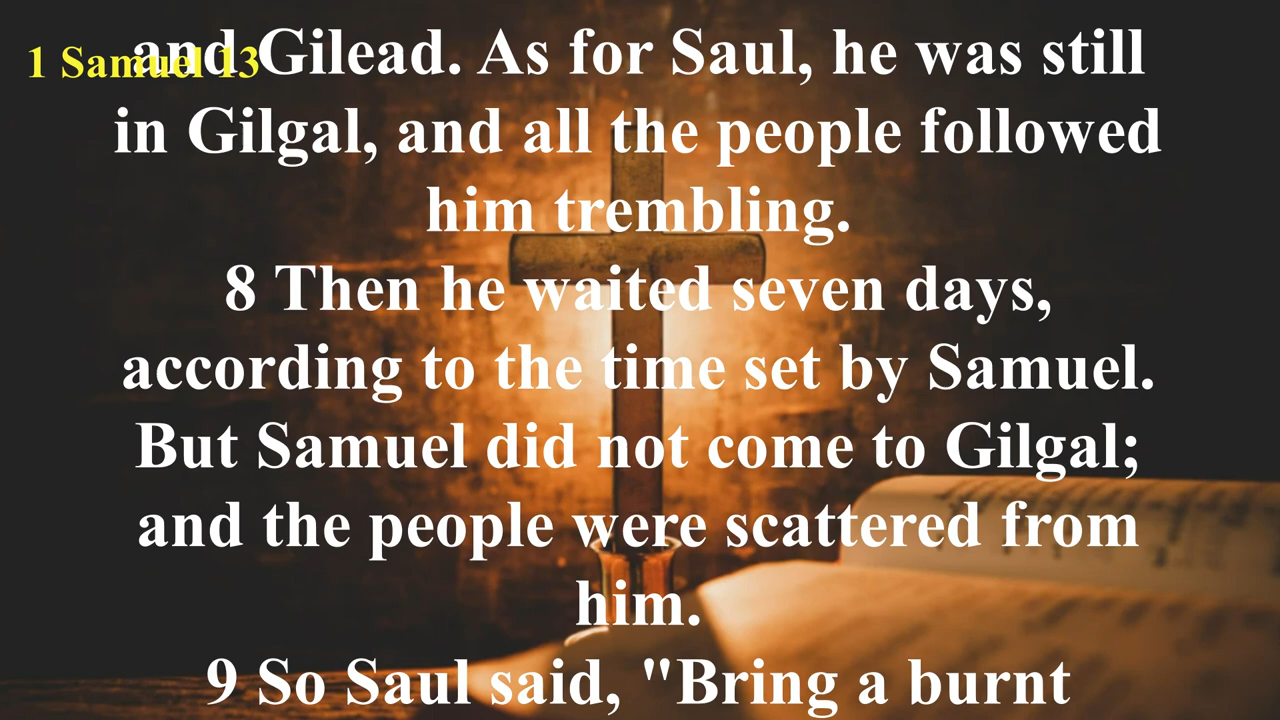 1 Samuel 13
and Gilead. As for Saul, he was still
in Gilgal, and all the people followed
him trembling.
8 Then he waited seven days,
according to the time set by Samuel.
But Samuel did not come to Gilgal;
and the people were scattered from
him.
9 So Saul said, "Bring a burnt